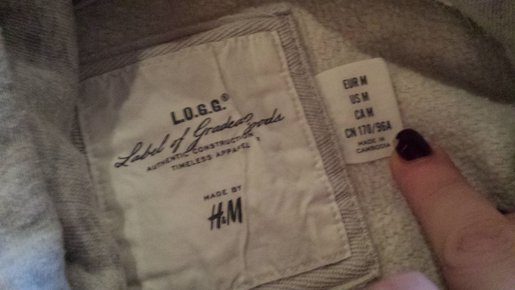 L.O.G.G.®
Label of Graded Goods
AUTHENTIC CONSTRUCTION &
TIMELESS APPAREL
MADE BY
H&M
EUR M
US M
CA M
CN 170/96A
MADE IN
CAMBODIA